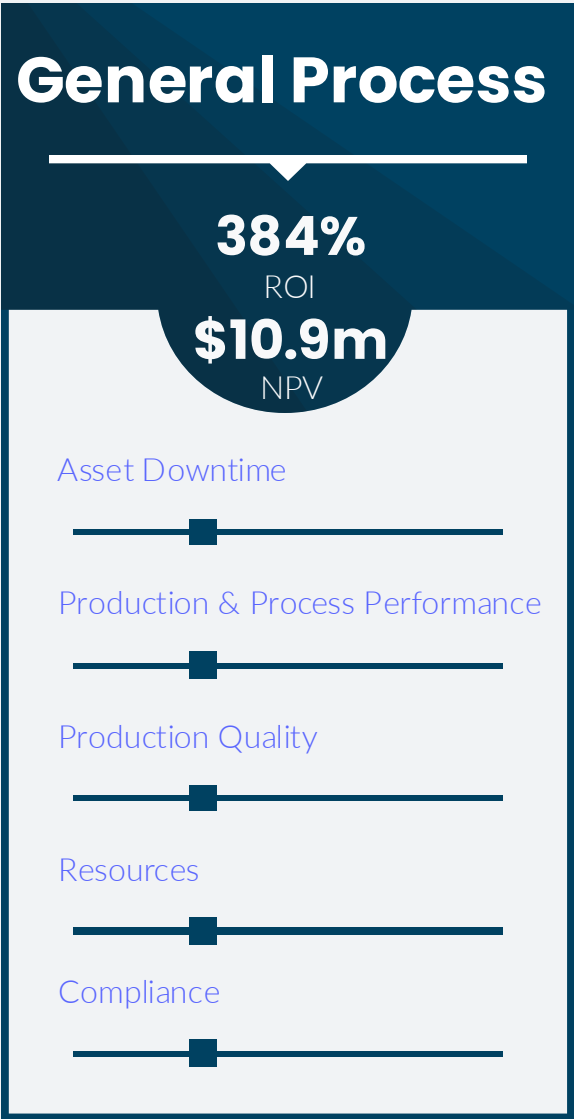 General Process
384%
ROI
$10.9m
NPV
Asset Downtime
Production & Process Performance
Production Quality
Resources
Compliance